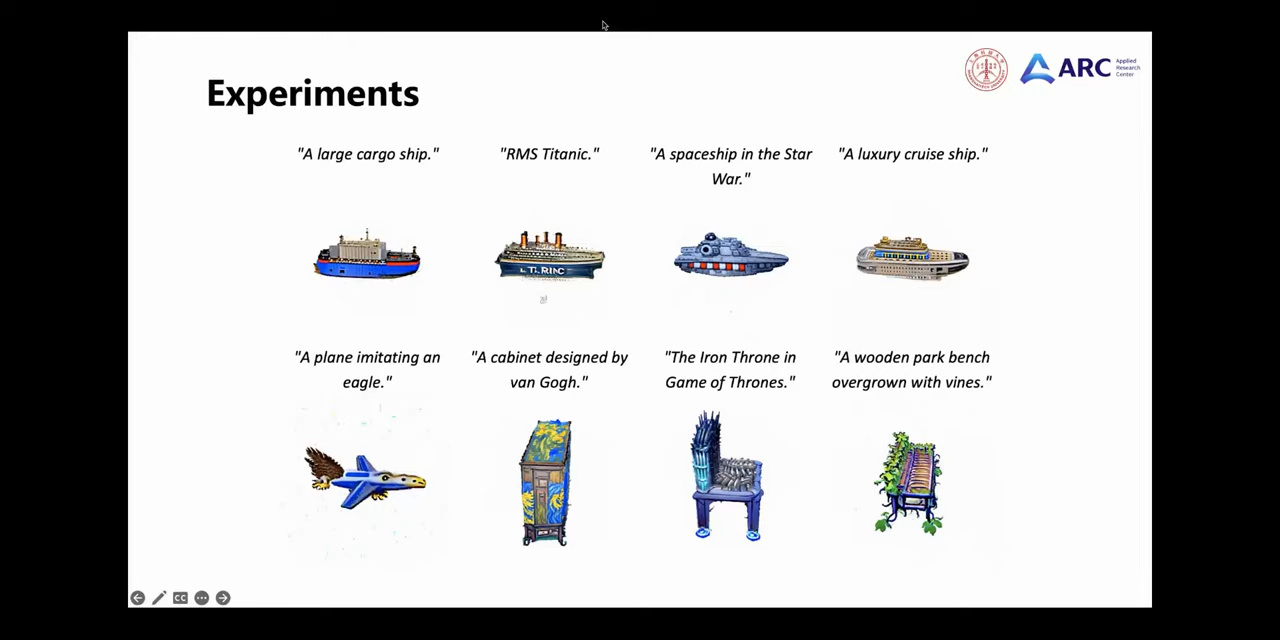 ARC Applied
Research
Center
Experiments
"A large cargo ship."
"RMS Titanic."
"A spaceship in the Star
War."
"A luxury cruise ship."
"A plane imitating an
eagle."
"A cabinet designed by
van Gogh."
"The Iron Throne in
Game of Thrones."
"A wooden park bench
overgrown with vines."
CC